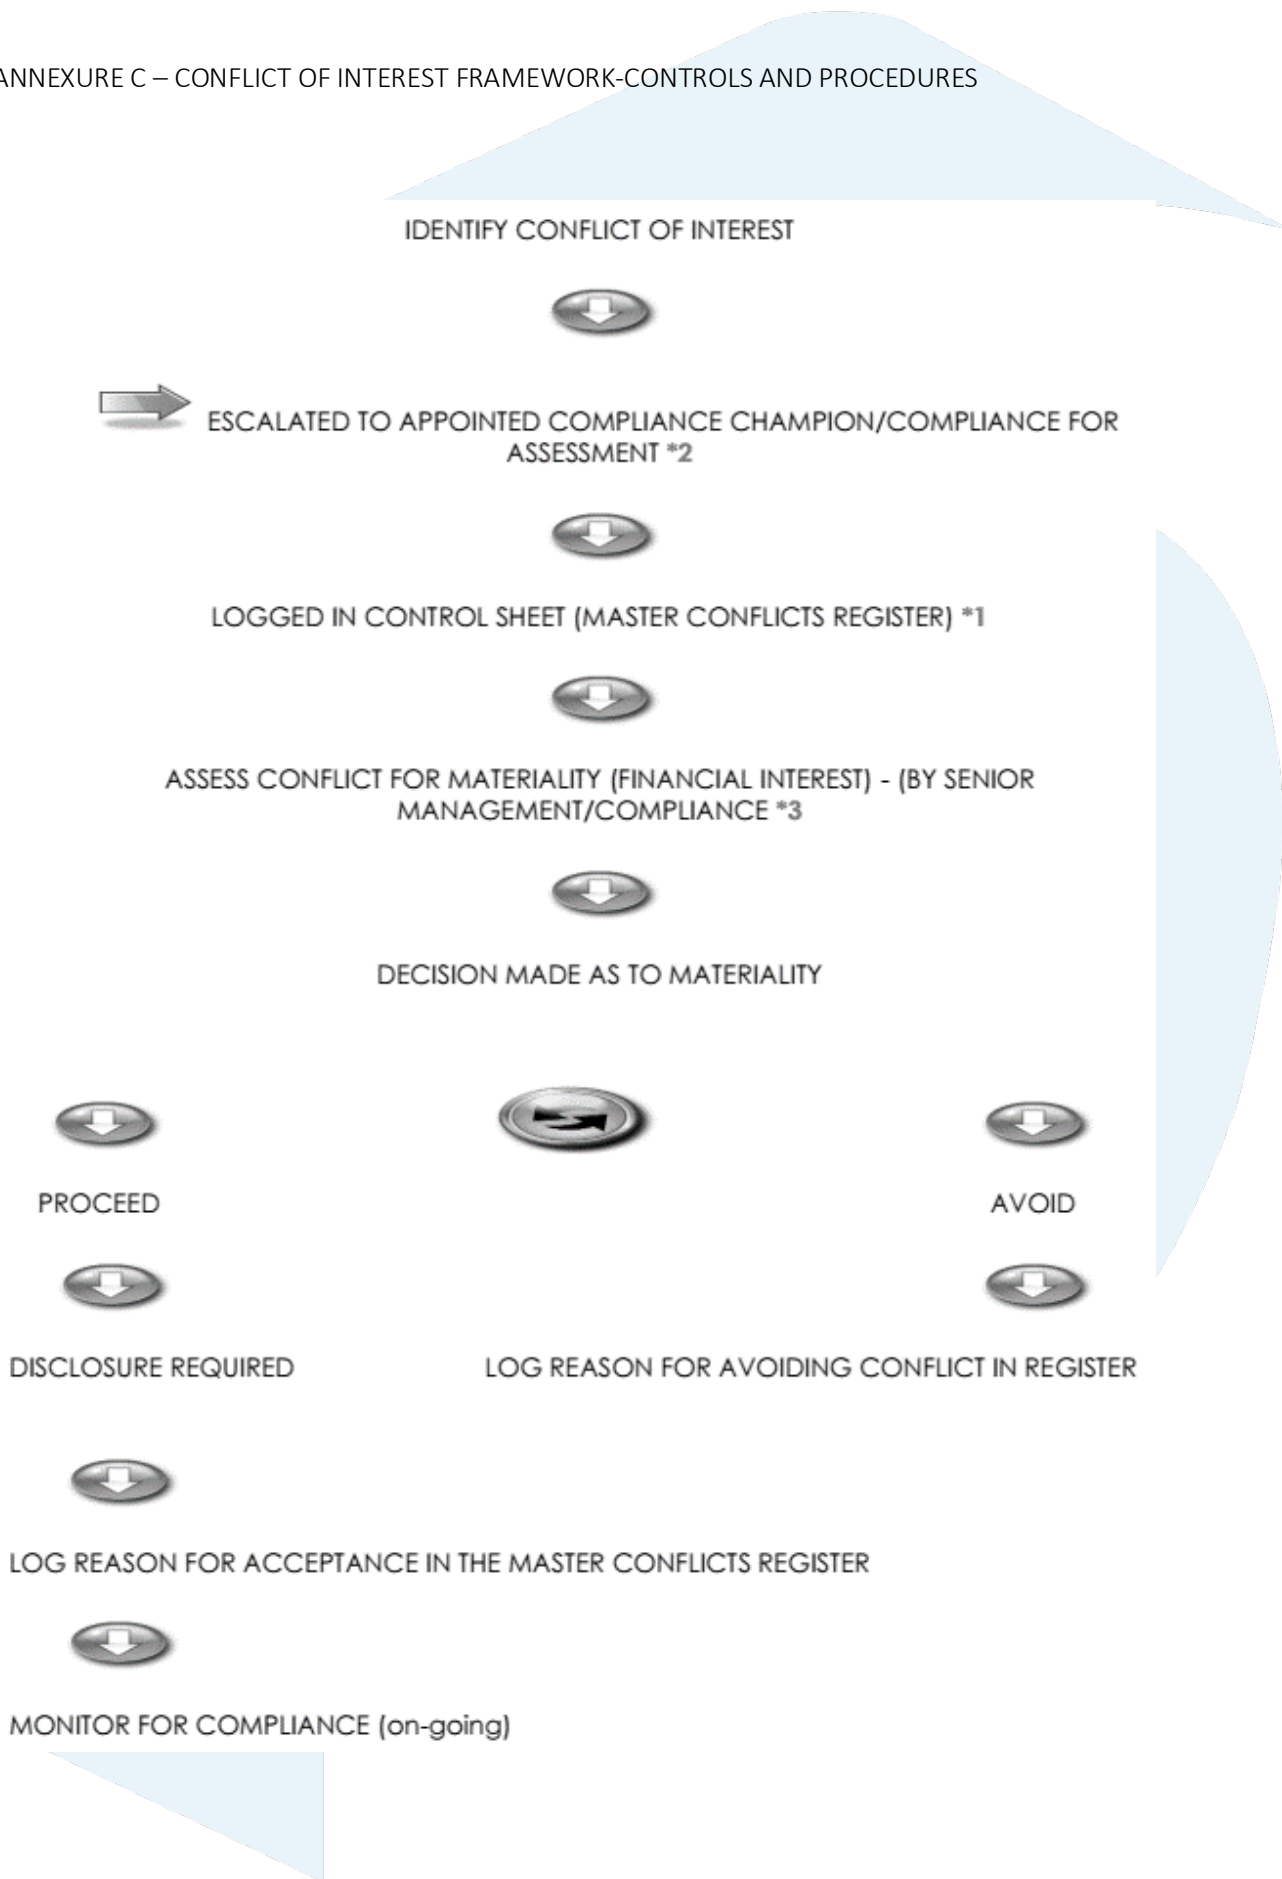 ANNEXURE C – CONFLICT OF INTEREST FRAMEWORK-CONTROLS AND PROCEDURES
IDENTIFY CONFLICT OF INTEREST
ESCALATED TO APPOINTED COMPLIANCE CHAMPION/COMPLIANCE FOR
ASSESSMENT *2
LOGGED IN CONTROL SHEET (MASTER CONFLICTS REGISTER) *1
ASSESS CONFLICT FOR MATERIALITY (FINANCIAL INTEREST) - (BY SENIOR
MANAGEMENT/COMPLIANCE *3
DECISION MADE AS TO MATERIALITY
PROCEED
AVOID
DISCLOSURE REQUIRED
LOG REASON FOR AVOIDING CONFLICT IN REGISTER
LOG REASON FOR ACCEPTANCE IN THE MASTER CONFLICTS REGISTER
MONITOR FOR COMPLIANCE (on-going)